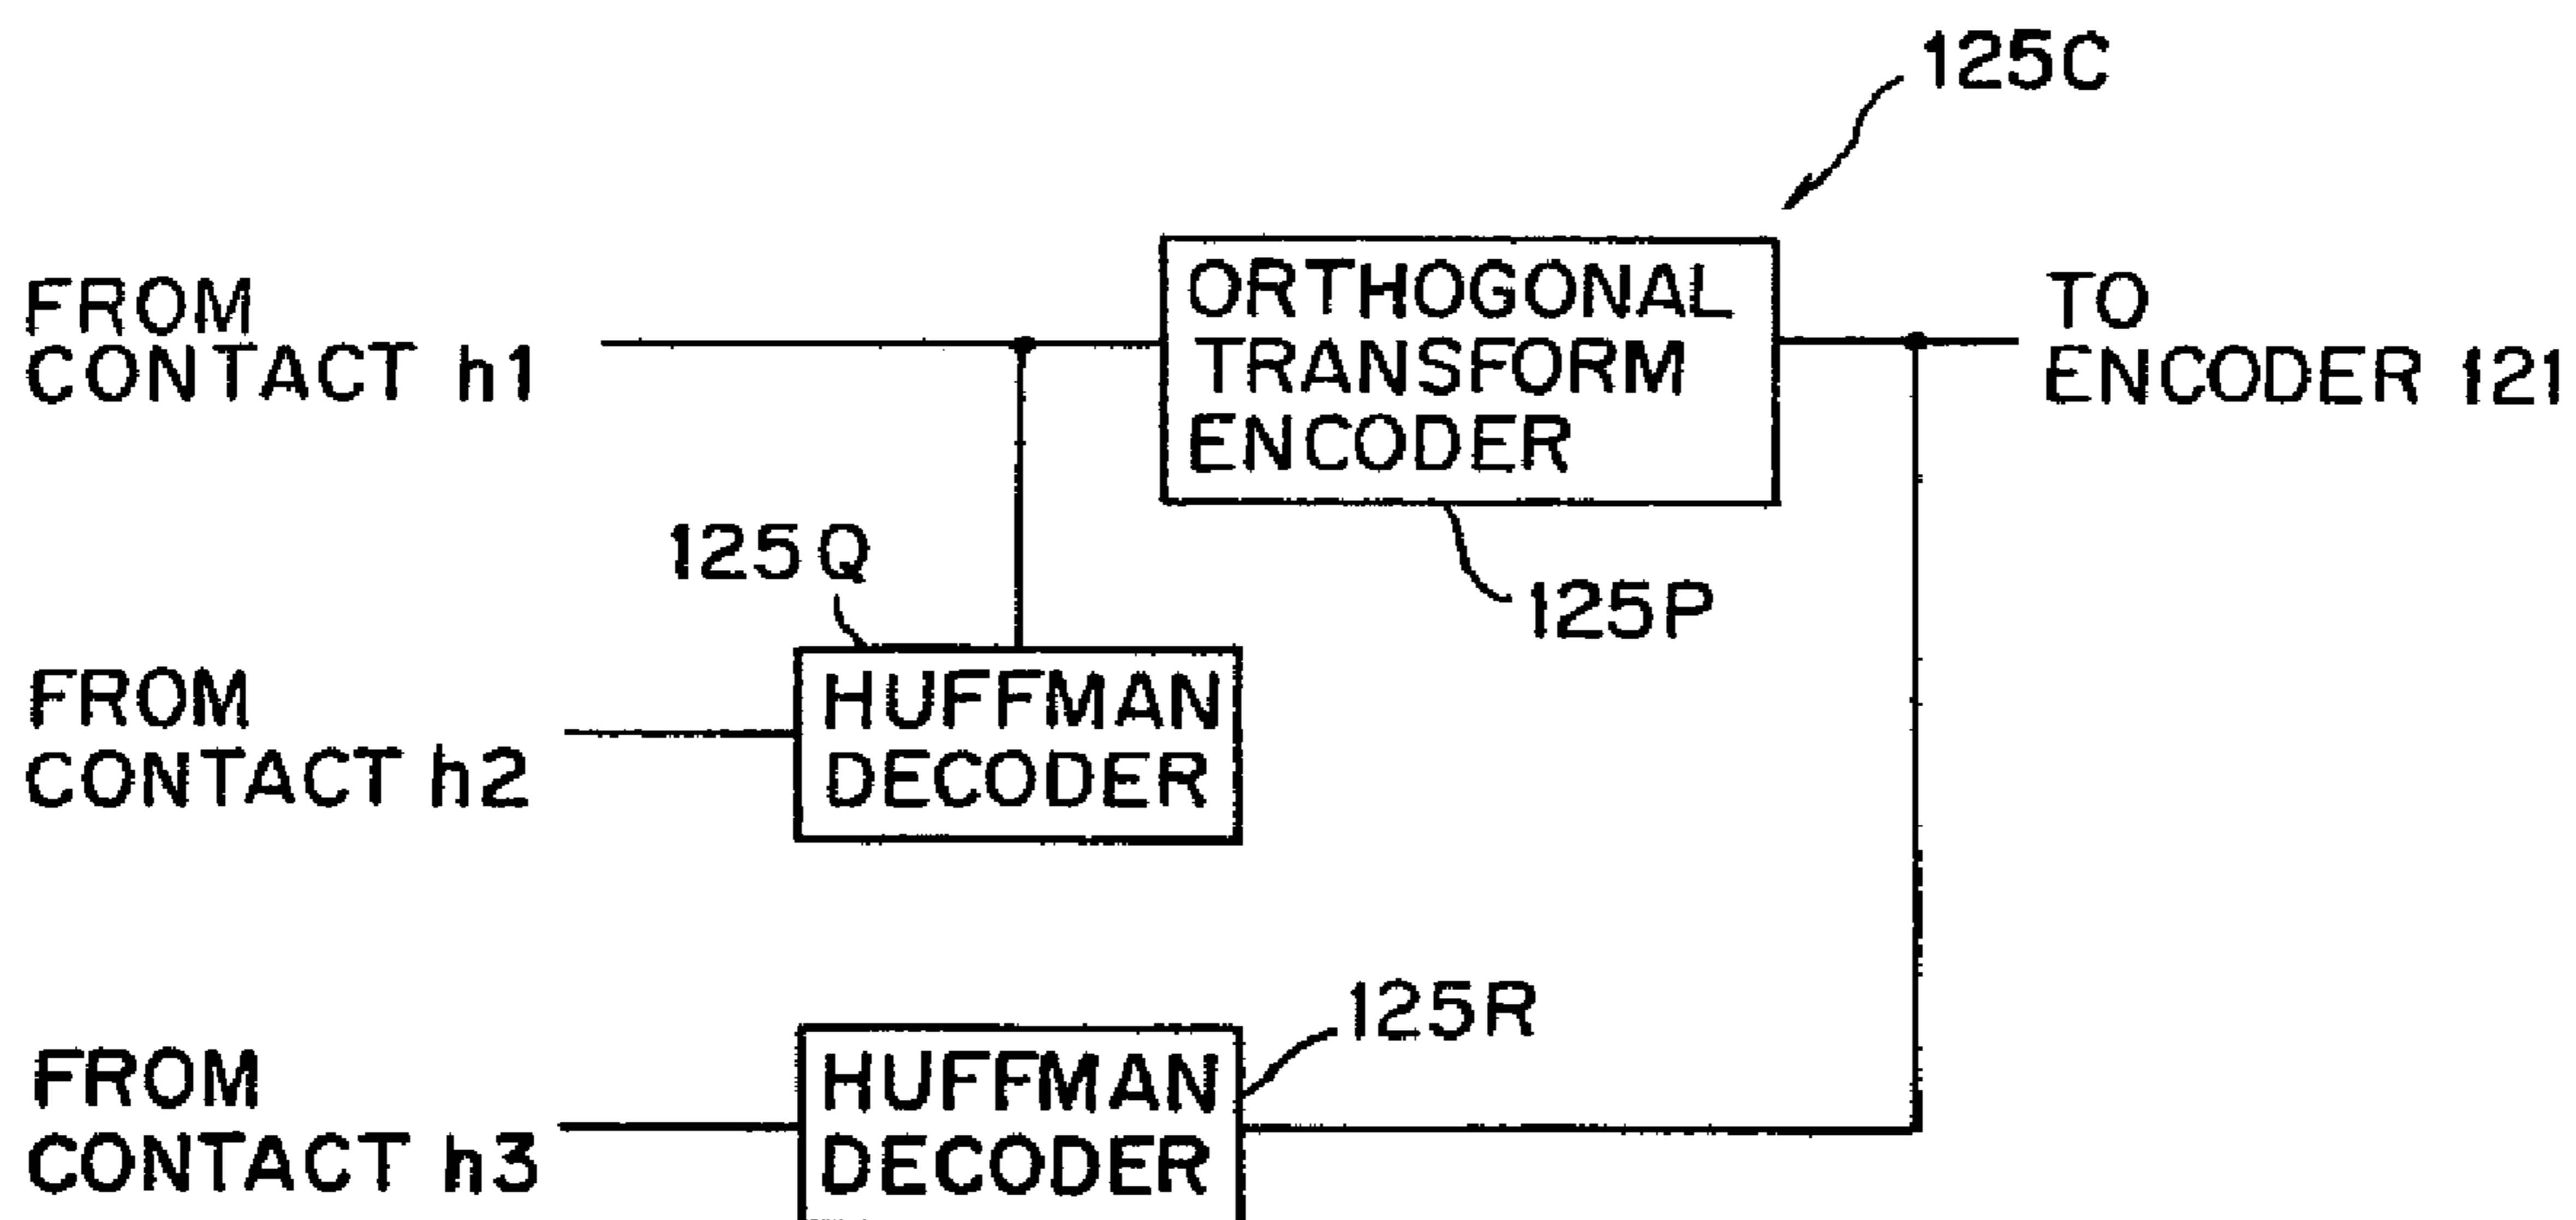 125C
FROM
CONTACT h1
ORTHOGONAL
TRANSFORM
ENCODER
TO
ENCODER 121
125Q
125P
FROM
CONTACT h2
HUFFMAN
DECODER
125R
FROM
CONTACT h3
HUFFMAN
DECODER